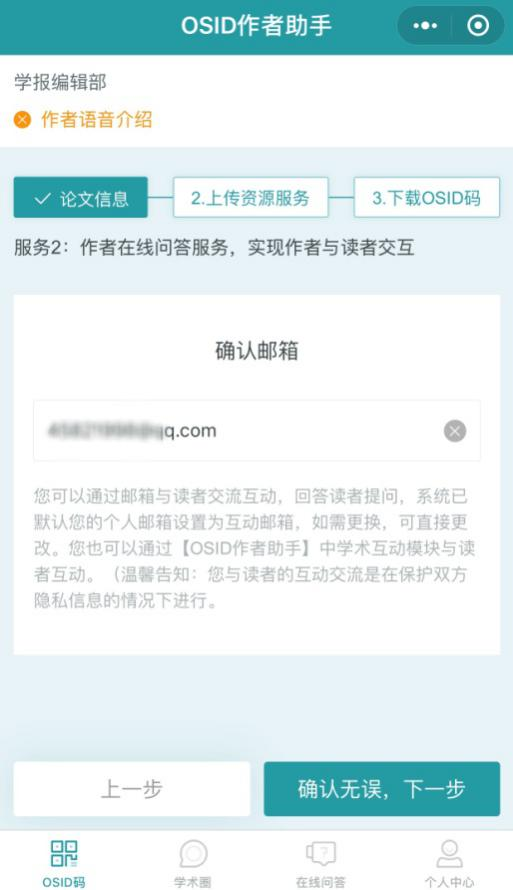 OSID作者助手
学报编辑部
作者语音介绍
论文信息
2.上传资源服务
3.下载OSID码
服务2：作者在线问答服务，实现作者与读者交互
确认邮箱
q.com
您可以通过邮箱与读者交流互动，回答读者提问，系统已
默认您的个人邮箱设置为互动邮箱，如需更换，可直接更
改。您也可以通过【OSID作者助手】中学术互动模块与读
者互动。（温馨告知：您与读者的互动交流是在保护双方
隐私信息的情况下进行。
上一步
确认无误，下一步
OSID码
学术圈
在线问答
个人中心